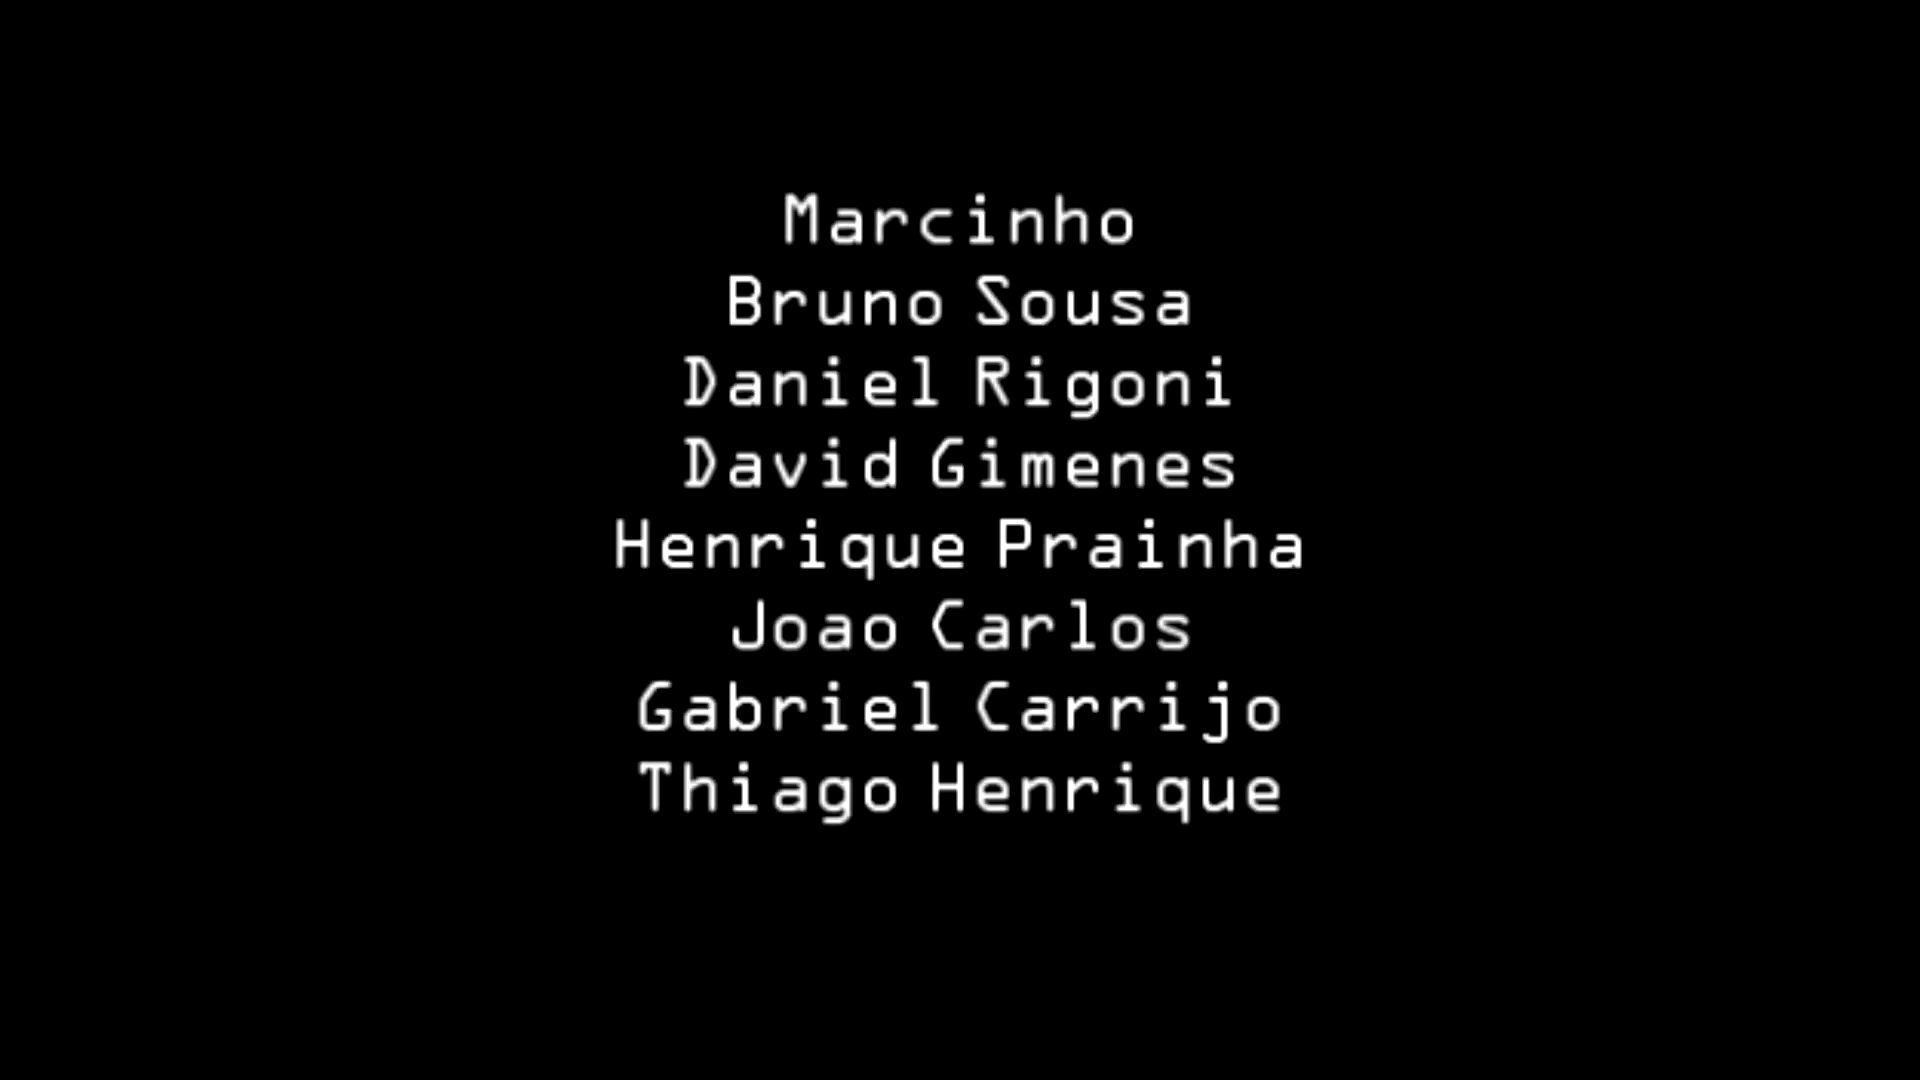 Marcinho
Bruno Sousa
Daniel Rigoni
David Gimenes
Henrique Prainha
Joao Carlos
Gabriel Carrijo
Thiago Henrique